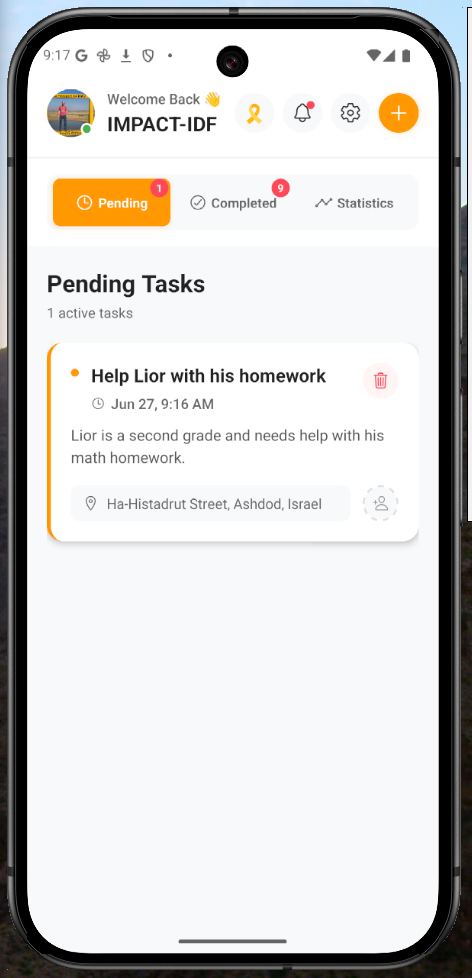 9:17
Welcome Back 👋
IMPACT-IDF
Pending
1
Completed
9
Statistics
Pending Tasks
1 active tasks
Help Lior with his homework
Jun 27, 9:16 AM
Lior is a second grade and needs help with his
math homework.
Ha-Histadrut Street, Ashdod, Israel